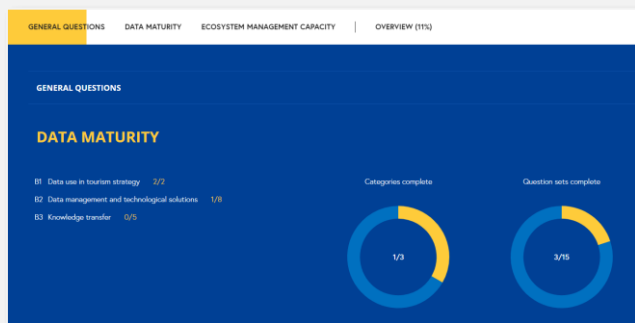 GENERAL QUESTIONS DATA MATURITY ECOSYSTEM MANAGEMENT CAPACITY OVERVIEW (11%)
GENERAL QUESTIONS
DATA MATURITY
B1 Data use in tourism strategy 2/2
B2 Data management and technological solutions 1/8
B3 Knowledge transfer 0/5
Categories complete
1/3
Question sets complete
3/15